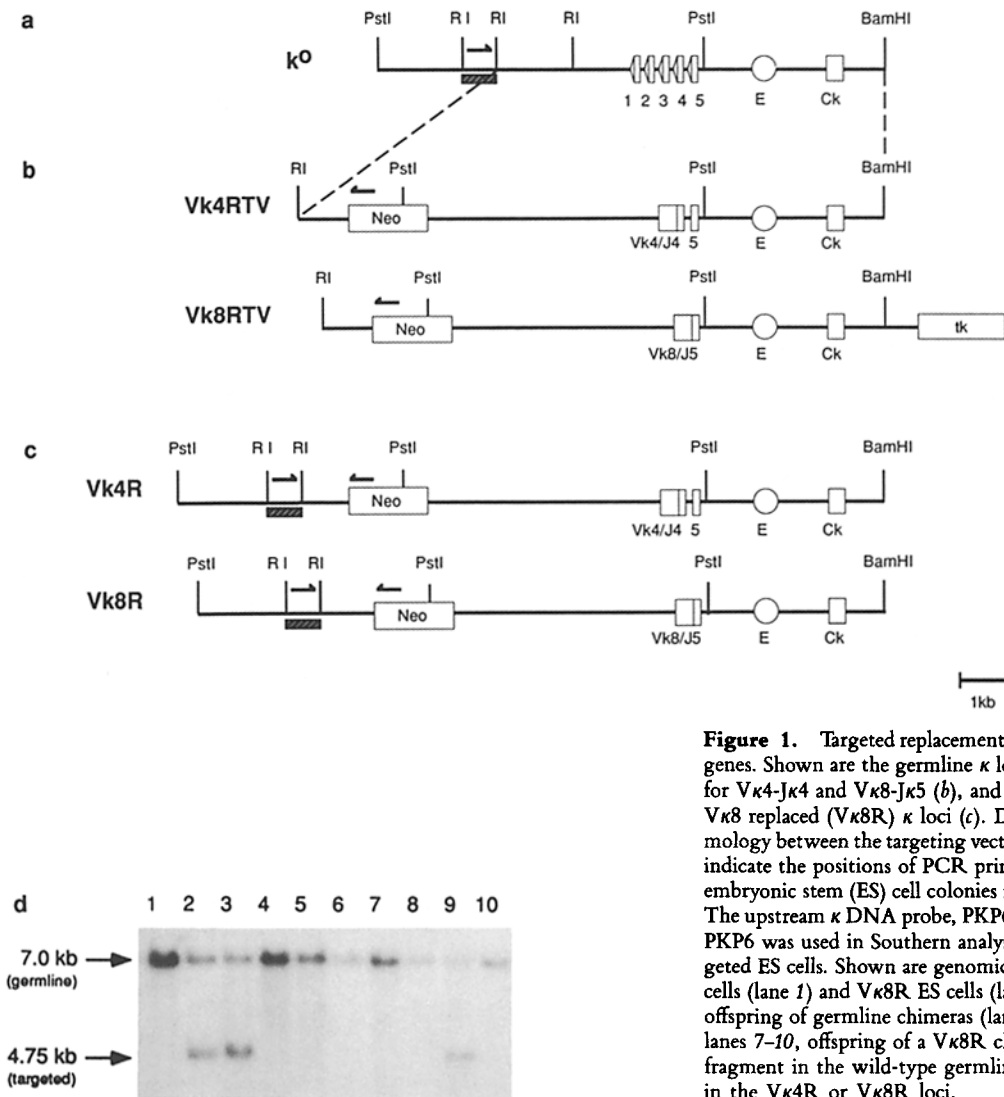 a
PstI R I RI RI PstI BamHI
k⁰
1 2 3 4 5 E Ck
b
RI PstI PstI BamHI
Vk4RTV
Neo
Vk4/J4 5 E Ck
RI PstI PstI BamHI
Vk8RTV
Neo tk
Vk8/J5 E Ck
c
PstI R I RI PstI PstI BamHI
Vk4R
Neo
Vk4/J4 5 E Ck
PstI R I RI PstI PstI BamHI
Vk8R
Neo
Vk8/J5 E Ck
1kb
Figure 1. Targeted replacement
genes. Shown are the germline κ l
for Vκ4-Jκ4 and Vκ8-Jκ5 (b), and
Vκ8 replaced (Vκ8R) κ loci (c). D
mology between the targeting vect
indicate the positions of PCR prin
embryonic stem (ES) cell colonies
The upstream κ DNA probe, PKP6
PKP6 was used in Southern analys
geted ES cells. Shown are genomic
cells (lane 1) and Vκ8R ES cells (la
offspring of germline chimeras (lan
lanes 7–10, offspring of a Vκ8R c
fragment in the wild-type germlin
in the Vκ4R or Vκ8R loci.
d
1 2 3 4 5 6 7 8 9 10
7.0 kb
(germline)
4.75 kb
(targeted)